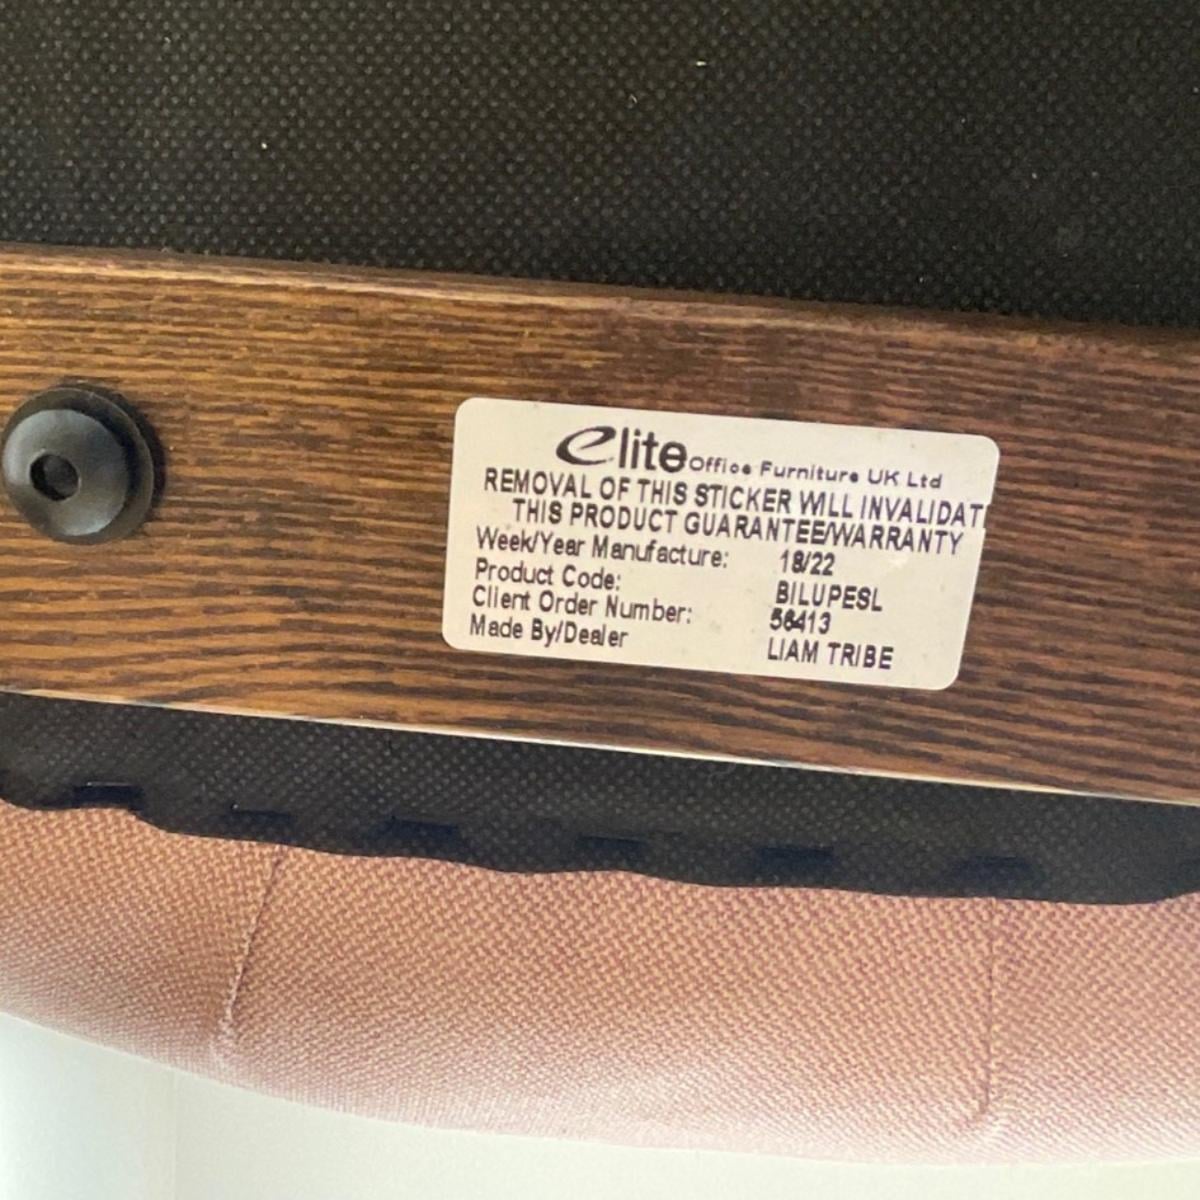 elite Office Furniture UK Ltd
REMOVAL OF THIS STICKER WILL INVALIDAT
THIS PRODUCT GUARANTEE/WARRANTY
Week/Year Manufacture: 18/22
Product Code: BILUPESL
Client Order Number: 56413
Made By/Dealer LIAM TRIBE